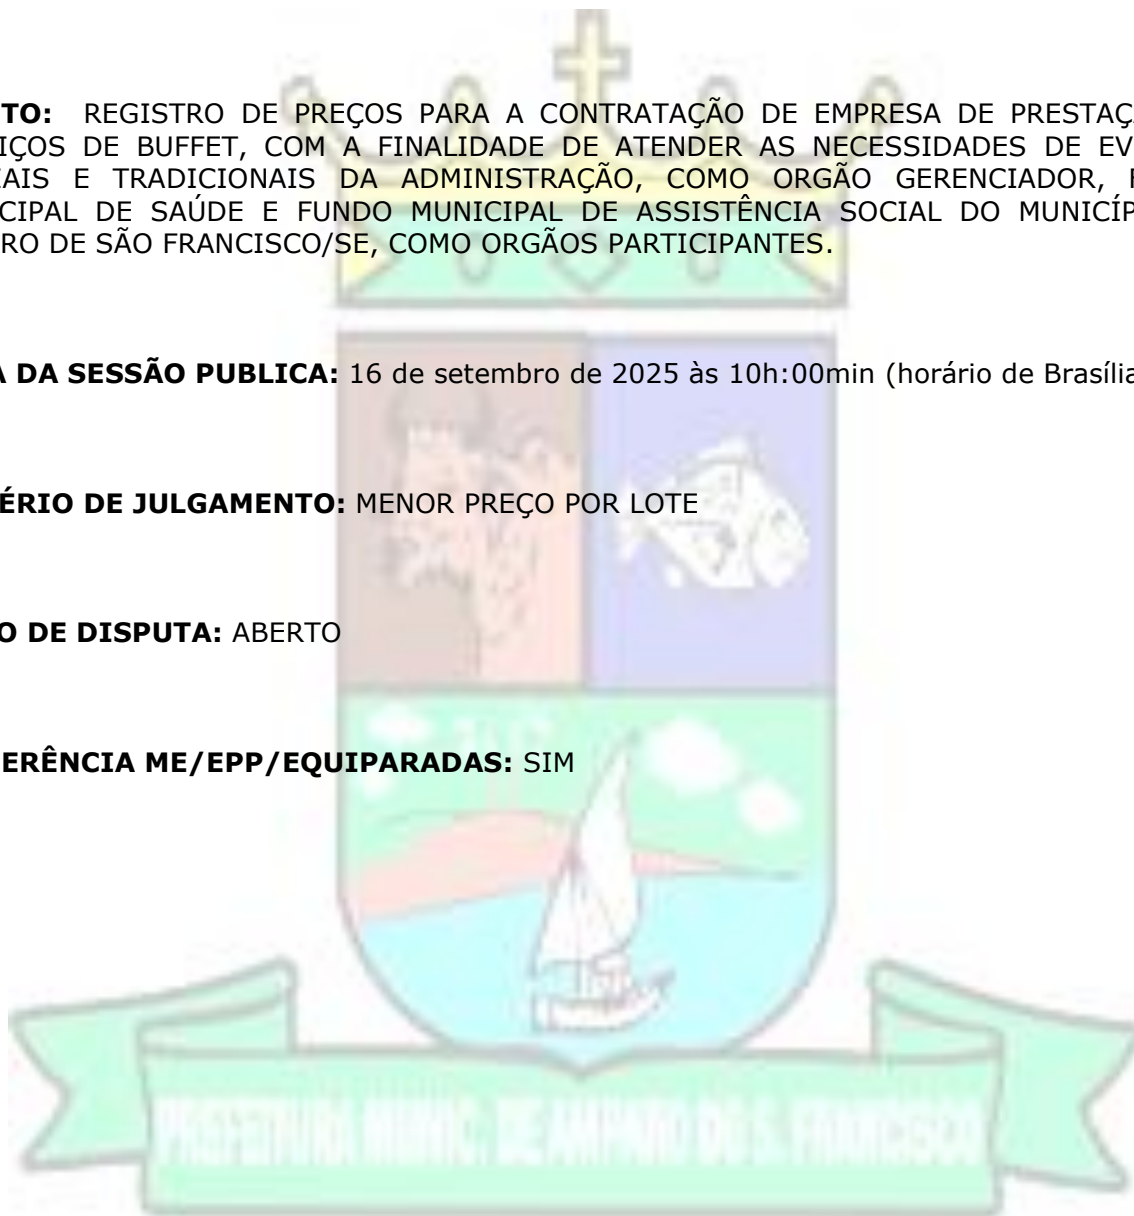 TO: REGISTRO DE PREÇOS PARA A CONTRATAÇÃO DE EMPRESA DE PRESTAÇ
IÇOS DE BUFFET, COM A FINALIDADE DE ATENDER AS NECESSIDADES DE EV
IAIS E TRADICIONAIS DA ADMINISTRAÇÃO, COMO ORGÃO GERENCIADOR, F
CIPAL DE SAÚDE E FUNDO MUNICIPAL DE ASSISTÊNCIA SOCIAL DO MUNICÍP
RO DE SÃO FRANCISCO/SE, COMO ORGÃOS PARTICIPANTES.
A DA SESSÃO PUBLICA: 16 de setembro de 2025 às 10h:00min (horário de Brasília
ÉRIO DE JULGAMENTO: MENOR PREÇO POR LOTE
O DE DISPUTA: ABERTO
ERÊNCIA ME/EPP/EQUIPARADAS: SIM
PREFEITURA MUNIC. DE AMPARO DO S. FRANCISCO